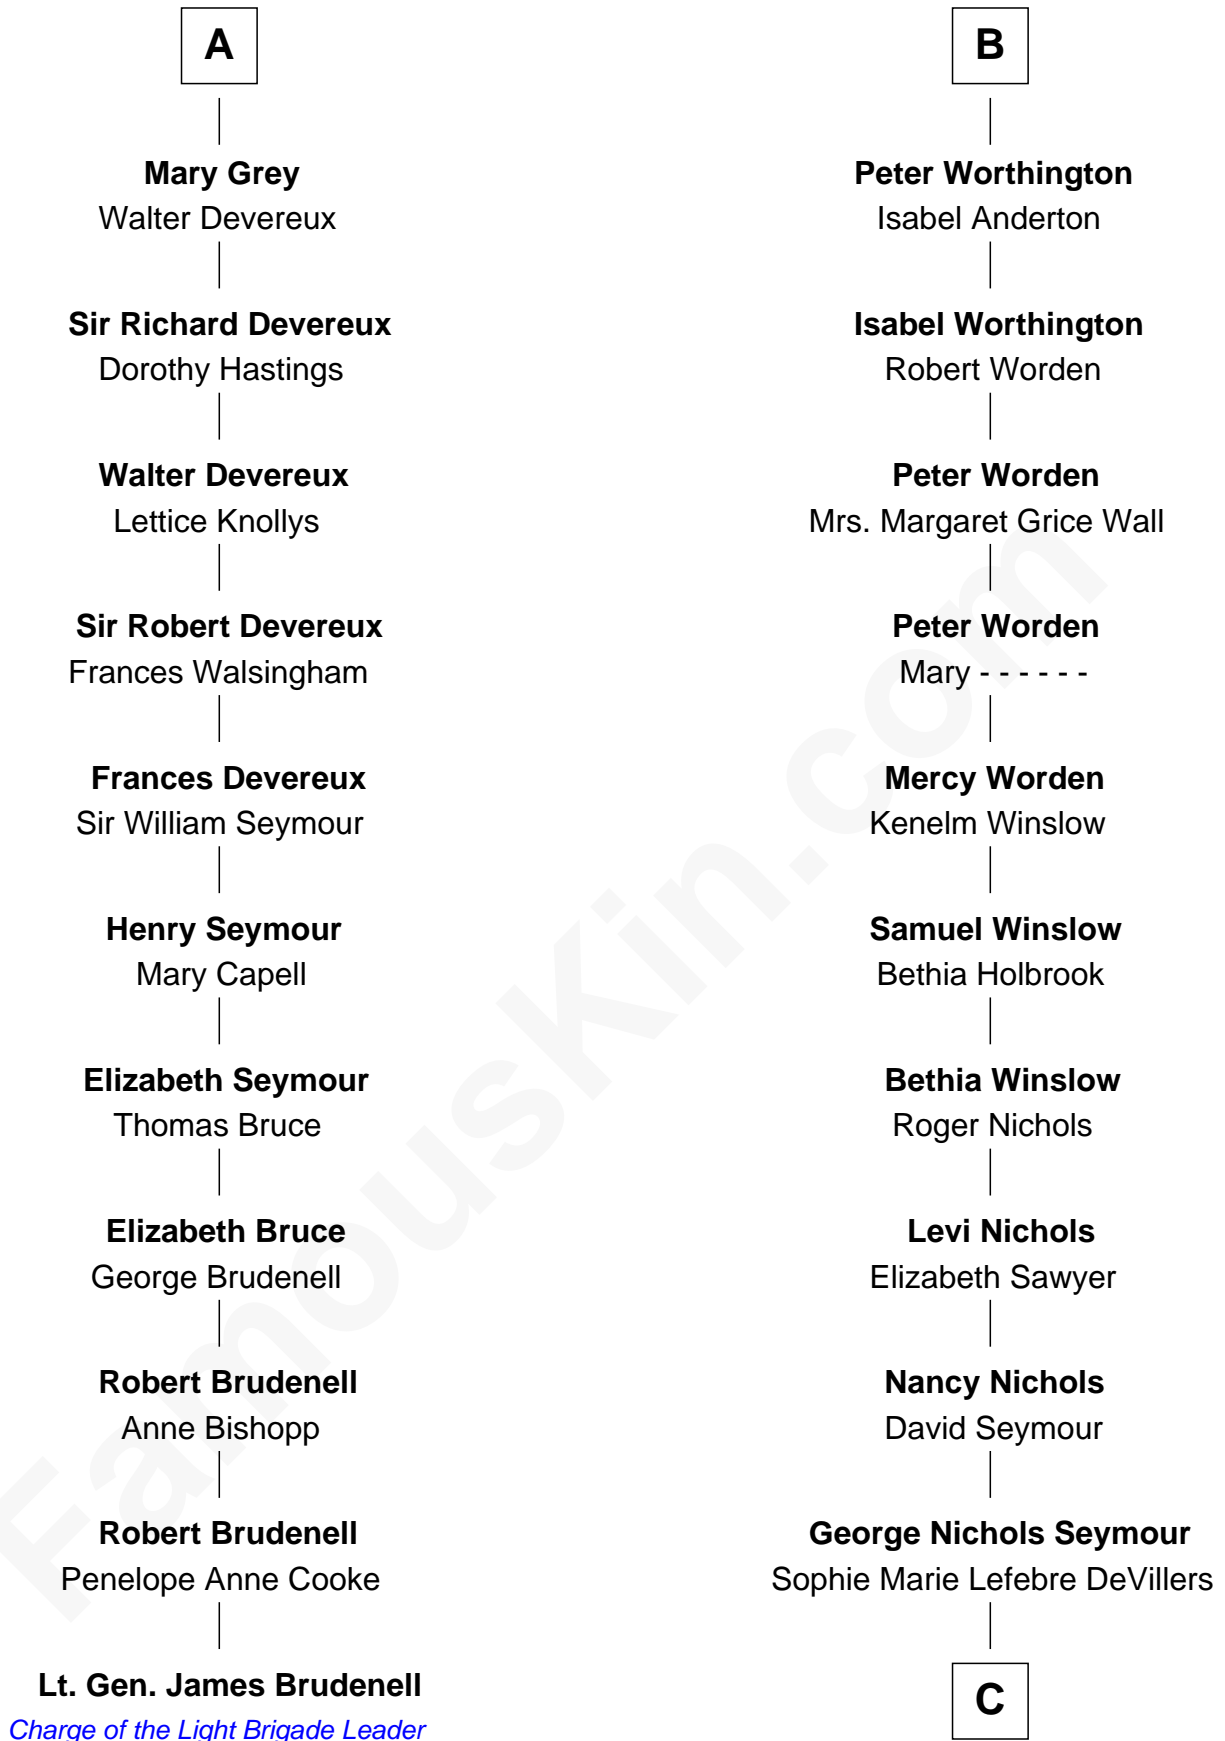 A
Mary Grey
Walter Devereux
Sir Richard Devereux
Dorothy Hastings
Walter Devereux
Lettice Knollys
Sir Robert Devereux
Frances Walsingham
Frances Devereux
Sir William Seymour
Henry Seymour
Mary Capell
Elizabeth Seymour
Thomas Bruce
Elizabeth Bruce
George Brudenell
Robert Brudenell
Anne Bishopp
Robert Brudenell
Penelope Anne Cooke
Lt. Gen. James Brudenell
Charge of the Light Brigade Leader
B
Peter Worthington
Isabel Anderton
Isabel Worthington
Robert Worden
Peter Worden
Mrs. Margaret Grice Wall
Peter Worden
Mary - - - - - -
Mercy Worden
Kenelm Winslow
Samuel Winslow
Bethia Holbrook
Bethia Winslow
Roger Nichols
Levi Nichols
Elizabeth Sawyer
Nancy Nichols
David Seymour
George Nichols Seymour
Sophie Marie Lefebre DeVillers
C
FamousKin.com